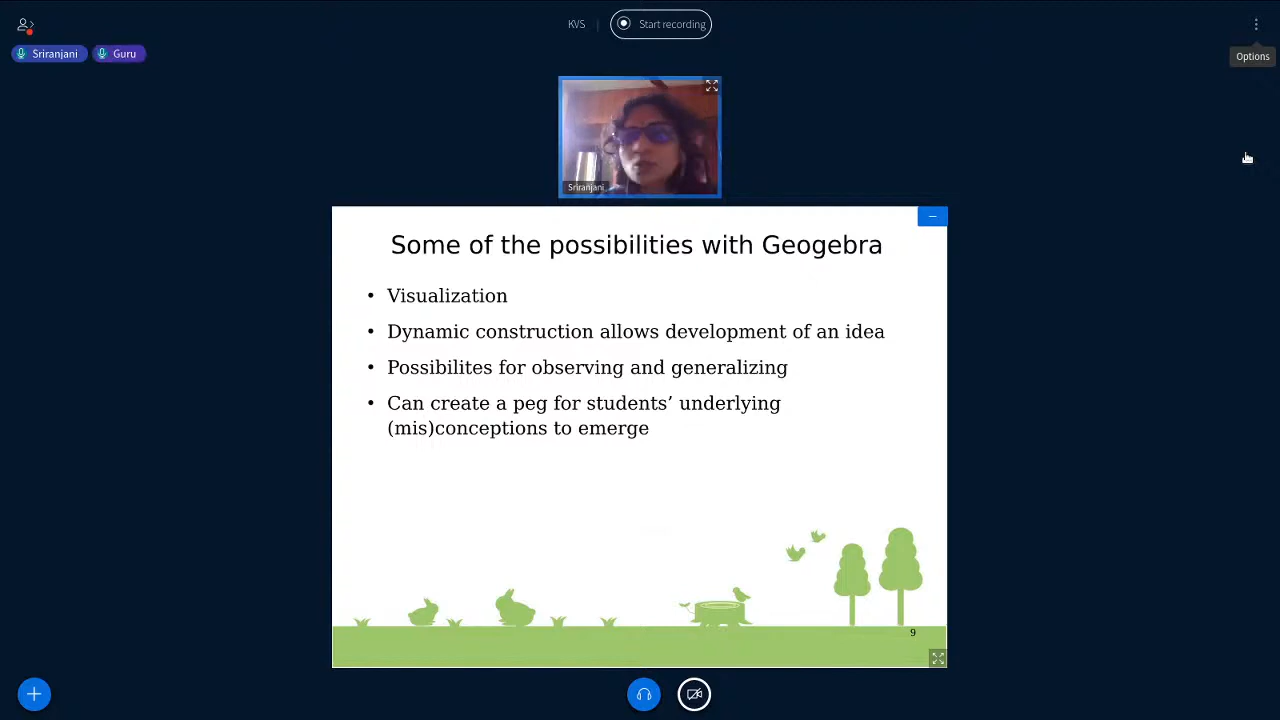 KVS
Start recording
Sriranjani
Guru
Options
Sriranjani
Some of the possibilities with Geogebra
• Visualization
• Dynamic construction allows development of an idea
• Possibilites for observing and generalizing
• Can create a peg for students’ underlying
(mis)conceptions to emerge
9